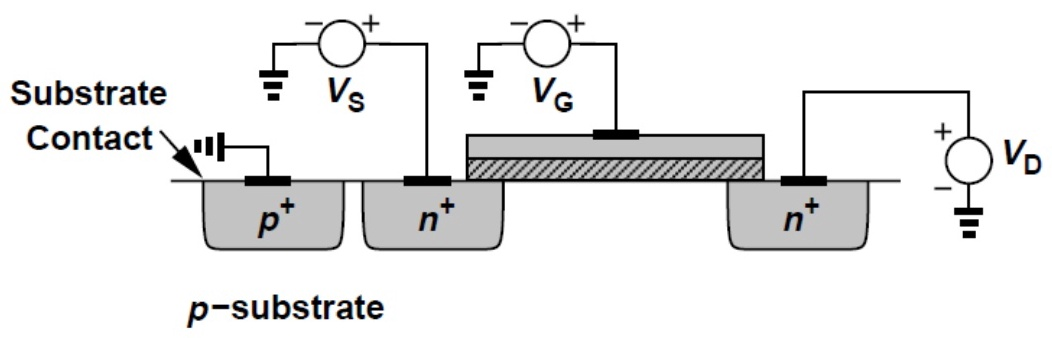 − +
V_S
− +
V_G
Substrate
Contact
+
V_D
−
p+
n+
n+
p−substrate